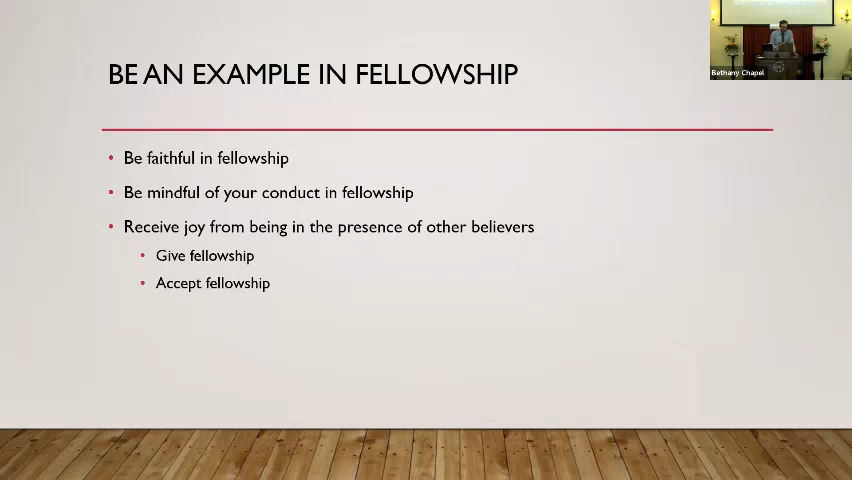 BE AN EXAMPLE IN FELLOWSHIP
Bethany Chapel
• Be faithful in fellowship
• Be mindful of your conduct in fellowship
• Receive joy from being in the presence of other believers
• Give fellowship
• Accept fellowship